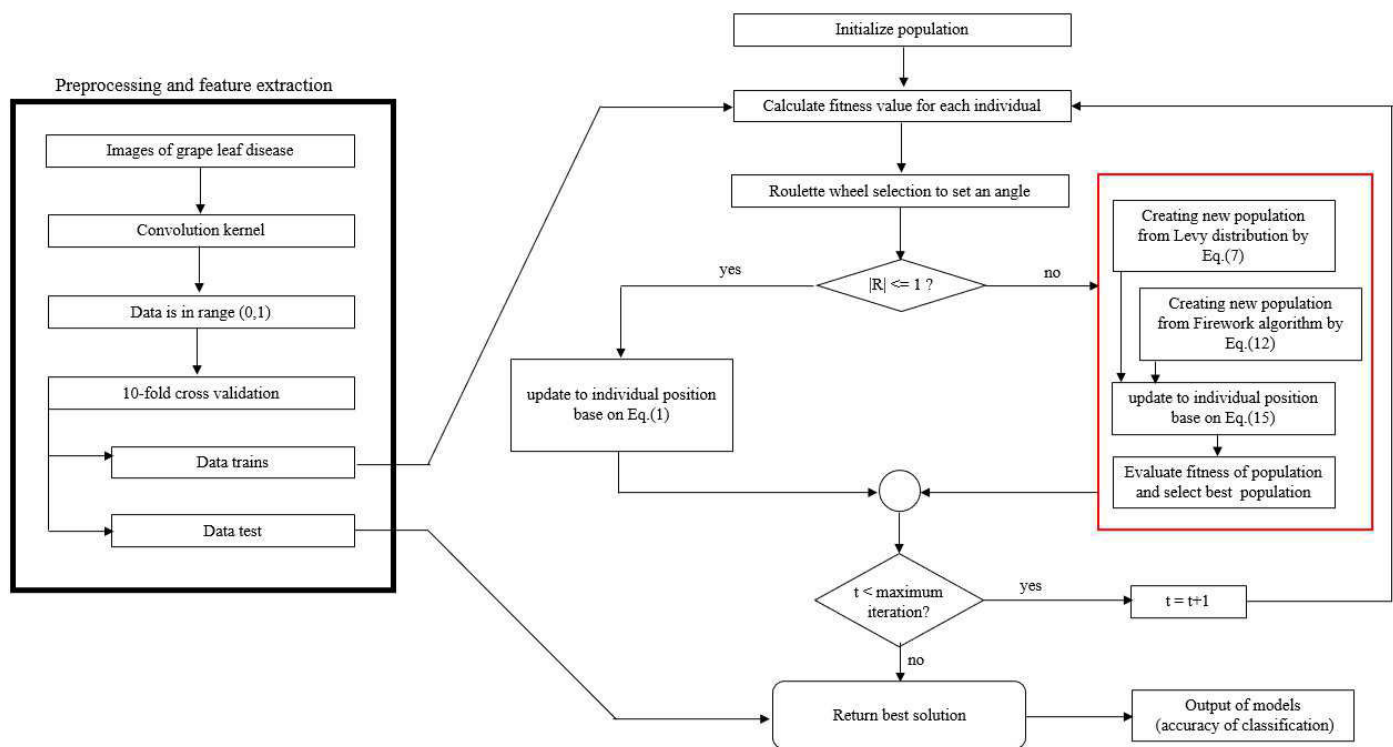 Preprocessing and feature extraction
Images of grape leaf disease
Convolution kernel
Data is in range (0,1)
10-fold cross validation
Data trains
Data test
Initialize population
Calculate fitness value for each individual
Roulette wheel selection to set an angle
|R| <= 1 ?
yes
no
update to individual position
base on Eq.(1)
Creating new population
from Levy distribution by
Eq.(7)
Creating new population
from Firework algorithm by
Eq.(12)
update to individual position
base on Eq.(15)
Evaluate fitness of population
and select best population
t < maximum
iteration?
yes
t = t+1
no
Return best solution
Output of models
(accuracy of classification)